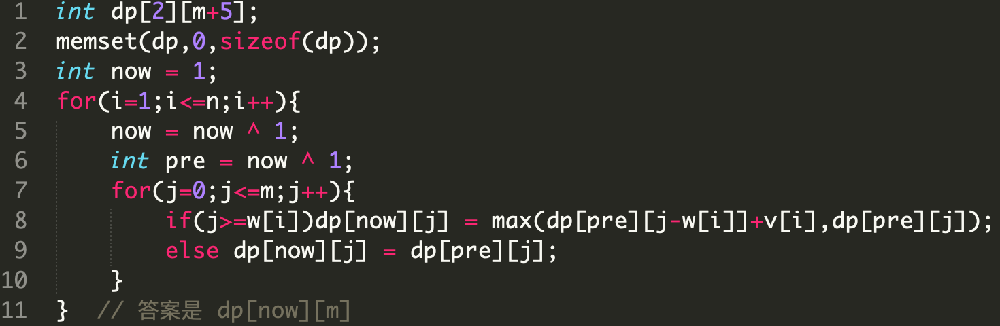 1 int dp[2][m+5];
2 memset(dp,0,sizeof(dp));
3 int now = 1;
4 for(i=1;i<=n;i++){
5     now = now ^ 1;
6     int pre = now ^ 1;
7     for(j=0;j<=m;j++){
8         if(j>=w[i])dp[now][j] = max(dp[pre][j-w[i]]+v[i],dp[pre][j]);
9         else dp[now][j] = dp[pre][j];
10     }
11 }  // 答案是 dp[now][m]